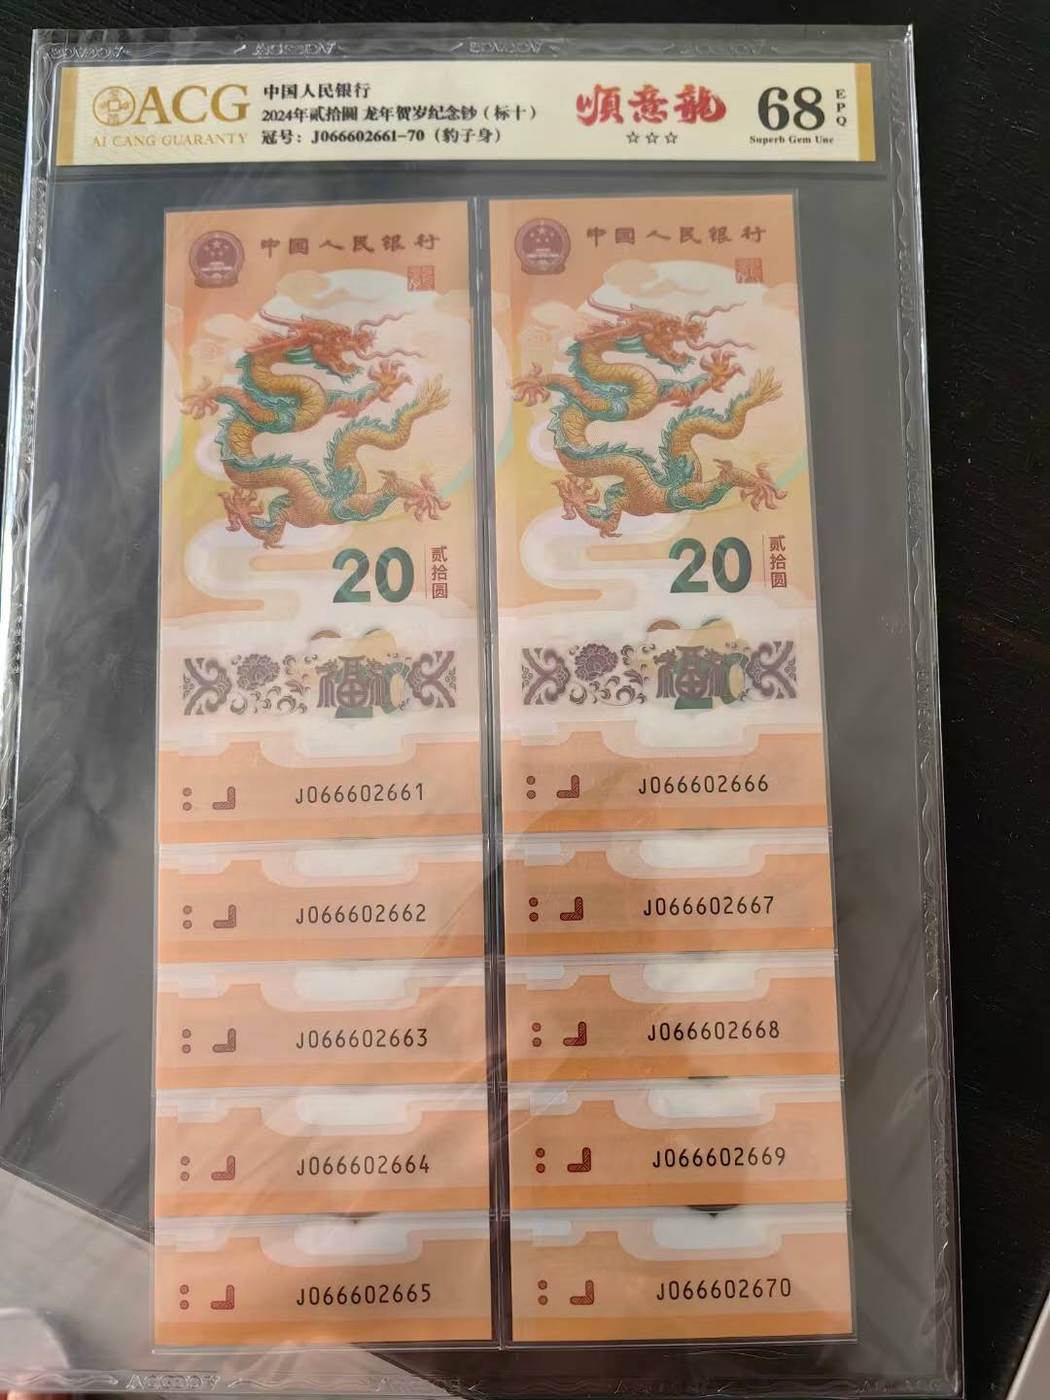 ACG
AI CANG GUARANTY
中国人民银行
2024年贰拾圆 龙年贺岁纪念钞（标十）
冠号：J066602661-70（豹子身）
順意龍
☆☆☆
68
EPQ
Superb Gem Unc
中国人民银行
20
贰拾圆
福
J066602661
J066602662
J066602663
J066602664
J066602665
中国人民银行
20
贰拾圆
福
J066602666
J066602667
J066602668
J066602669
J066602670